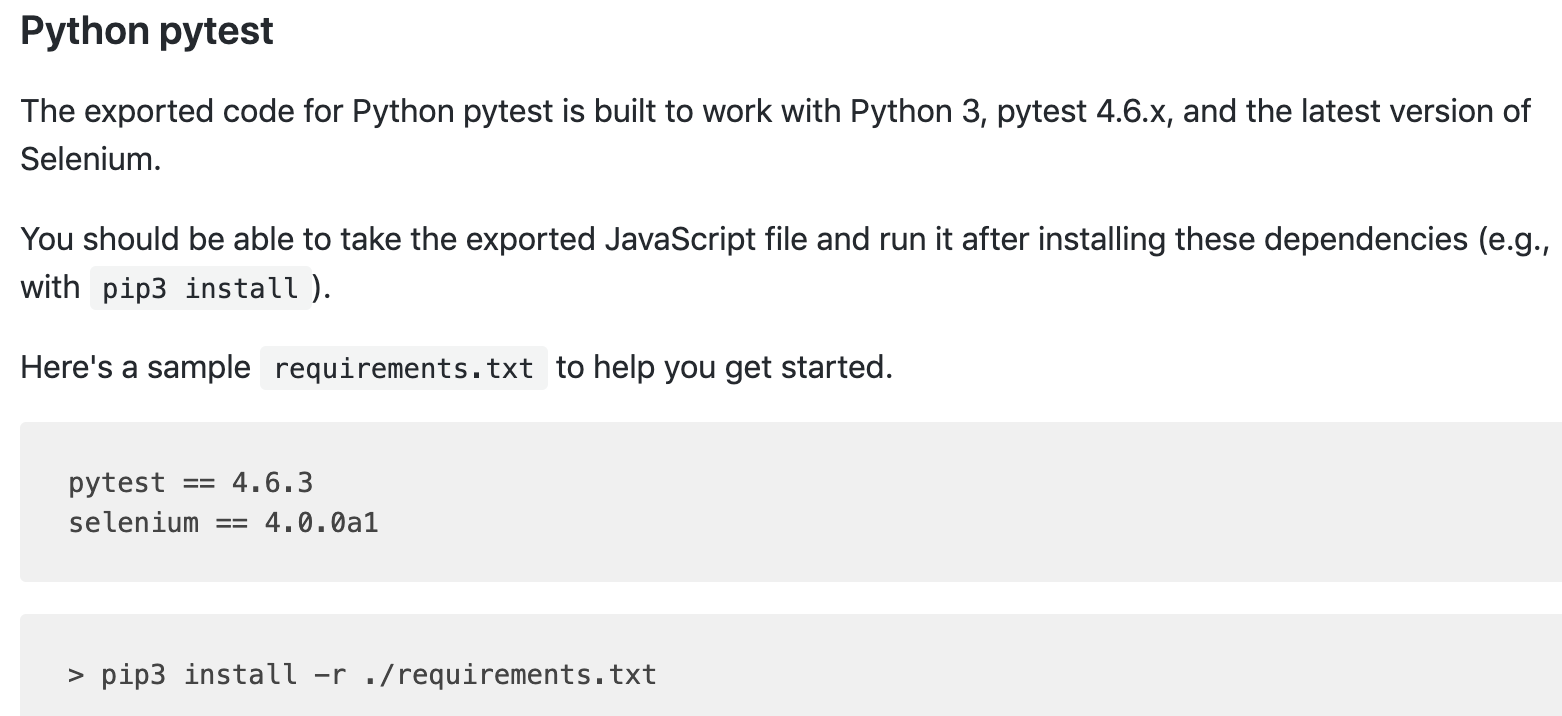 Python pytest
The exported code for Python pytest is built to work with Python 3, pytest 4.6.x, and the latest version of
Selenium.
You should be able to take the exported JavaScript file and run it after installing these dependencies (e.g.,
with pip3 install ).
Here's a sample requirements.txt to help you get started.
pytest == 4.6.3
selenium == 4.0.0a1
> pip3 install -r ./requirements.txt